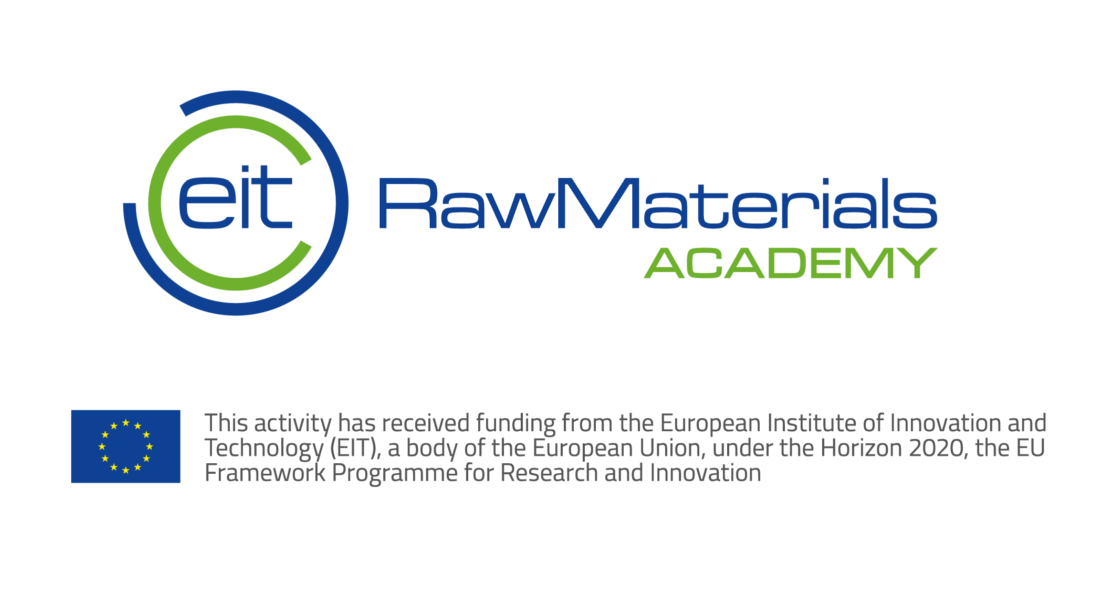 eit RawMaterials
ACADEMY
This activity has received funding from the European Institute of Innovation and
Technology (EIT), a body of the European Union, under the Horizon 2020, the EU
Framework Programme for Research and Innovation